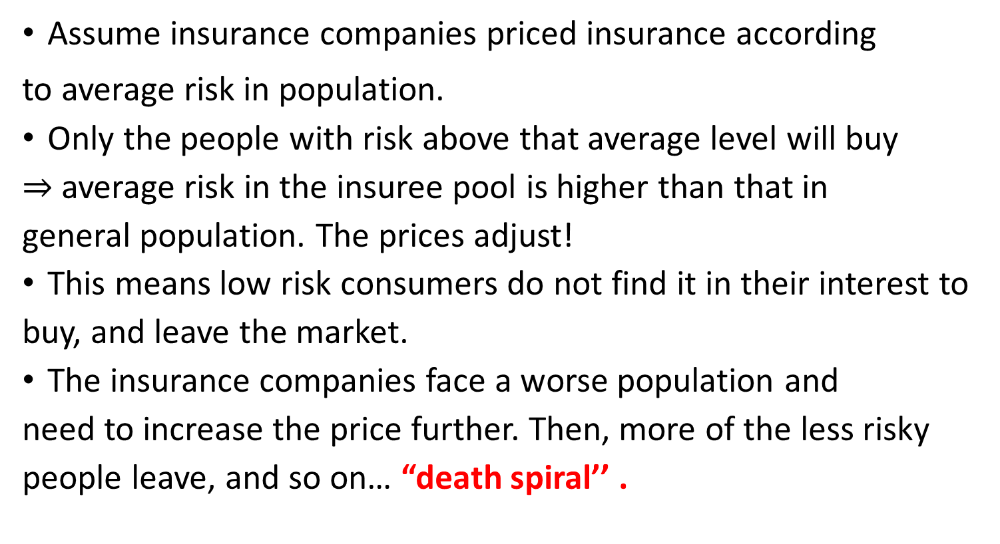 • Assume insurance companies priced insurance according
to average risk in population.
• Only the people with risk above that average level will buy
⇒ average risk in the insuree pool is higher than that in
general population. The prices adjust!
• This means low risk consumers do not find it in their interest to
buy, and leave the market.
• The insurance companies face a worse population and
need to increase the price further. Then, more of the less risky
people leave, and so on… “death spiral’’ .